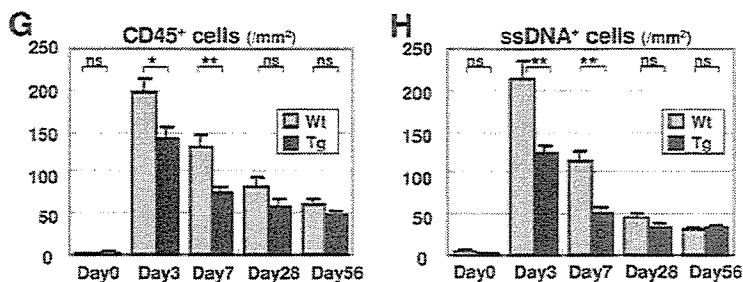 G CD45⁺ cells (/mm²)
250
200
150
100
50
0
ns * ** ns ns
Wt
Tg
Day0 Day3 Day7 Day28 Day56
H ssDNA⁺ cells (/mm²)
250
200
150
100
50
0
ns ** ** ns ns
Wt
Tg
Day0 Day3 Day7 Day28 Day56